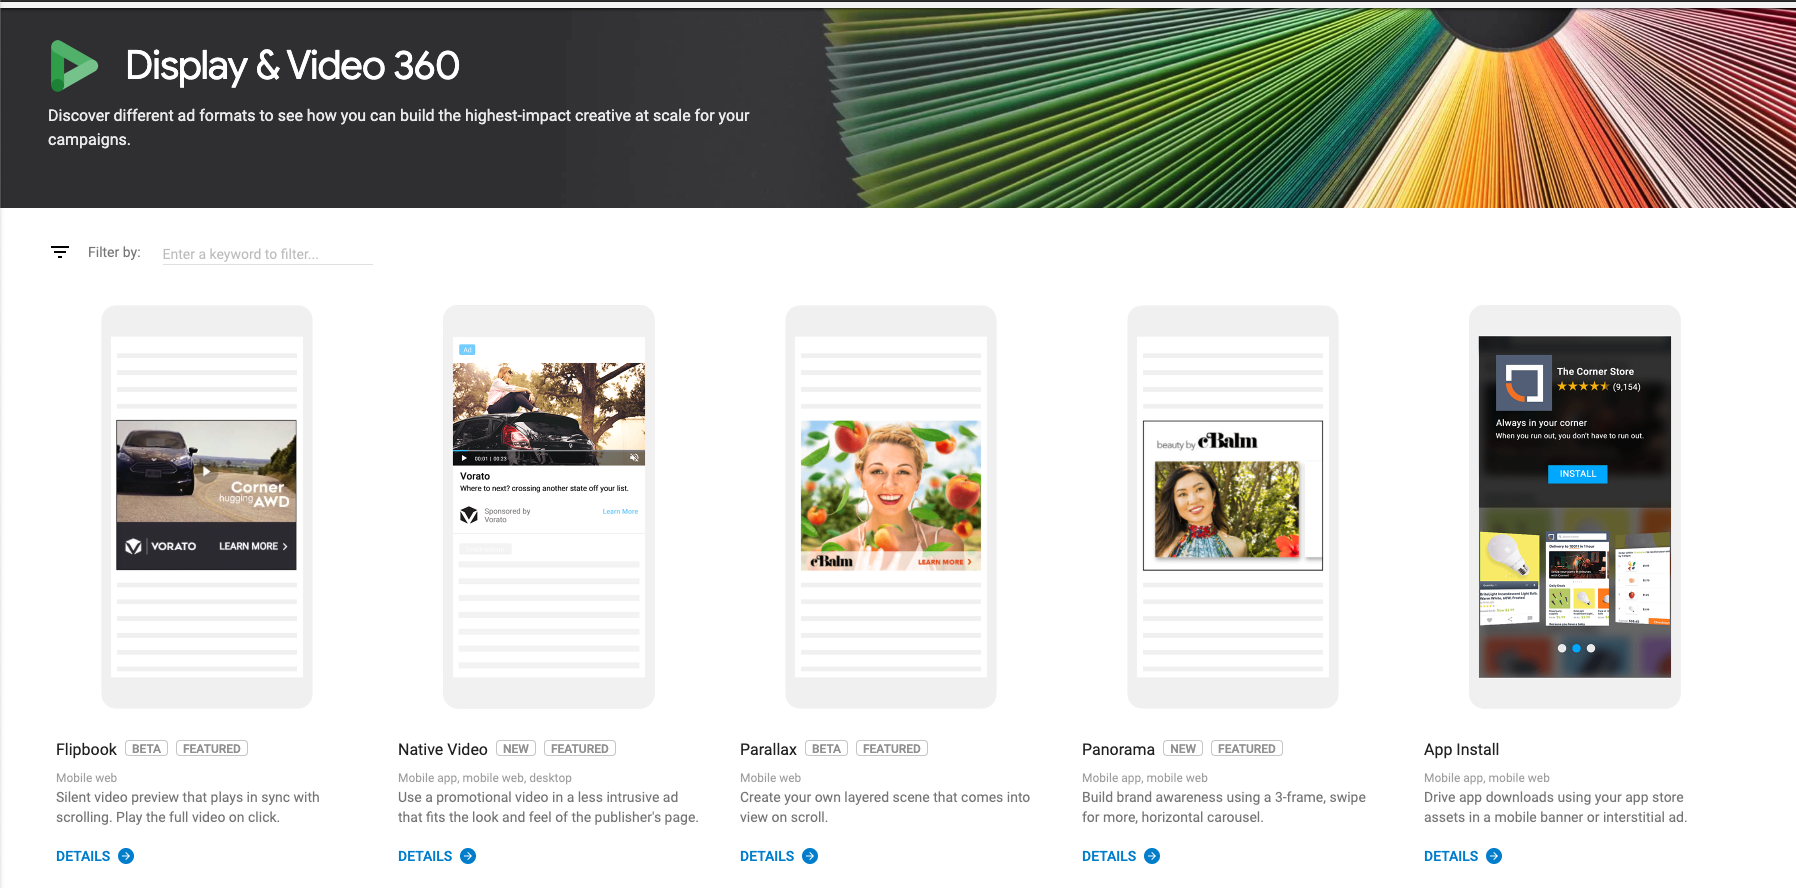 Display & Video 360
Discover different ad formats to see how you can build the highest-impact creative at scale for your
campaigns.
Filter by:
Enter a keyword to filter...
Corner
hugging AWD
VORATO
LEARN MORE >
Ad
00:01 | 00:23
Vorato
Where to next? crossing another state off your list.
Sponsored by
Vorato
Learn More
eBalm
LEARN MORE >
beauty by eBalm
The Corner Store
(9,154)
Always in your corner
When you run out, you don't have to run out.
INSTALL
Flipbook BETA FEATURED
Mobile web
Silent video preview that plays in sync with
scrolling. Play the full video on click.
DETAILS
Native Video NEW FEATURED
Mobile app, mobile web, desktop
Use a promotional video in a less intrusive ad
that fits the look and feel of the publisher's page.
DETAILS
Parallax BETA FEATURED
Mobile web
Create your own layered scene that comes into
view on scroll.
DETAILS
Panorama NEW FEATURED
Mobile app, mobile web
Build brand awareness using a 3-frame, swipe
for more, horizontal carousel.
DETAILS
App Install
Mobile app, mobile web
Drive app downloads using your app store
assets in a mobile banner or interstitial ad.
DETAILS